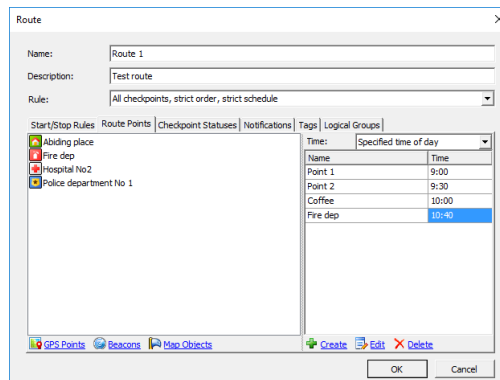 Route
Name: Route 1
Description: Test route
Rule: All checkpoints, strict order, strict schedule
Start/Stop Rules Route Points Checkpoint Statuses Notifications Tags Logical Groups
Abiding place
Fire dep
Hospital No2
Police department No 1
Time: Specified time of day
Name Time
Point 1 9:00
Point 2 9:30
Coffee 10:00
Fire dep 10:40
GPS Points Beacons Map Objects
Create Edit Delete
OK Cancel